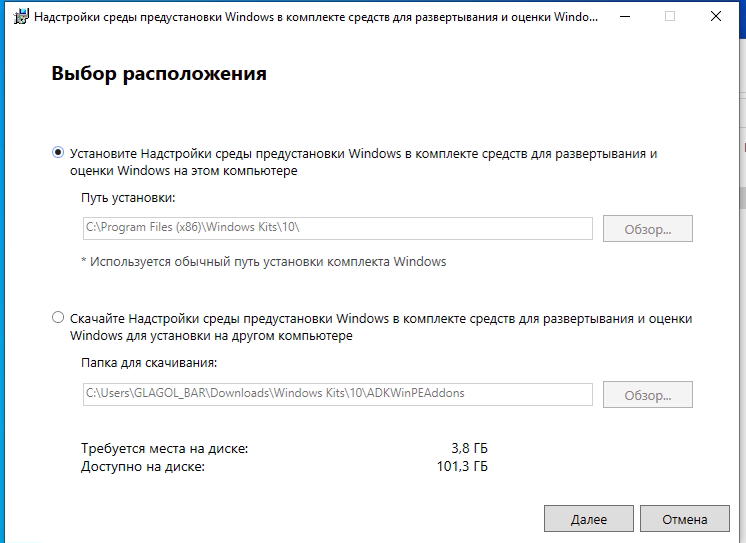 Надстройки среды предустановки Windows в комплекте средств для развертывания и оценки Windo...
Выбор расположения
Установите Надстройки среды предустановки Windows в комплекте средств для развертывания и
оценки Windows на этом компьютере
Путь установки:
C:\Program Files (x86)\Windows Kits\10\
Обзор...
* Используется обычный путь установки комплекта Windows
Скачайте Надстройки среды предустановки Windows в комплекте средств для развертывания и оценки
Windows для установки на другом компьютере
Папка для скачивания:
C:\Users\GLAGOL_BAR\Downloads\Windows Kits\10\ADKWinPEAddons
Обзор...
Требуется места на диске: 3,8 ГБ
Доступно на диске: 101,3 ГБ
Далее Отмена